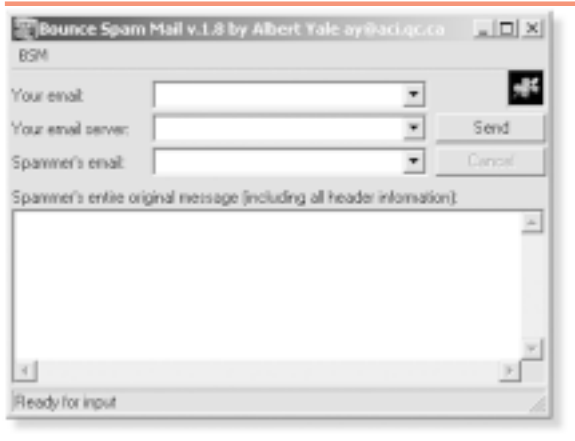 Bounce Spam Mail v.1.8 by Albert Yale ay@aci.qc.ca
BSM
Your email:
Your email server:
Send
Spammer's email:
Cancel
Spammer's entire original message (including all header information):
Ready for input